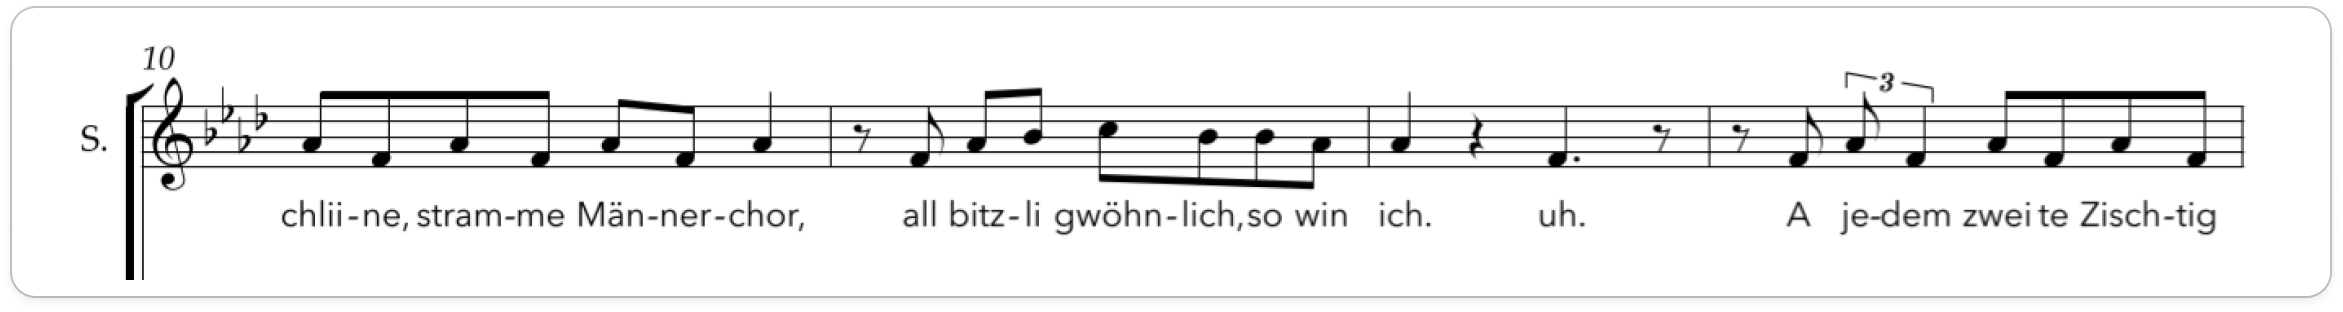 10
3
S.
chlii-ne, stram-me Män-ner-chor, all bitz-li gwöhn-lich, so win ich. uh. A je-dem zwei te Zisch-tig